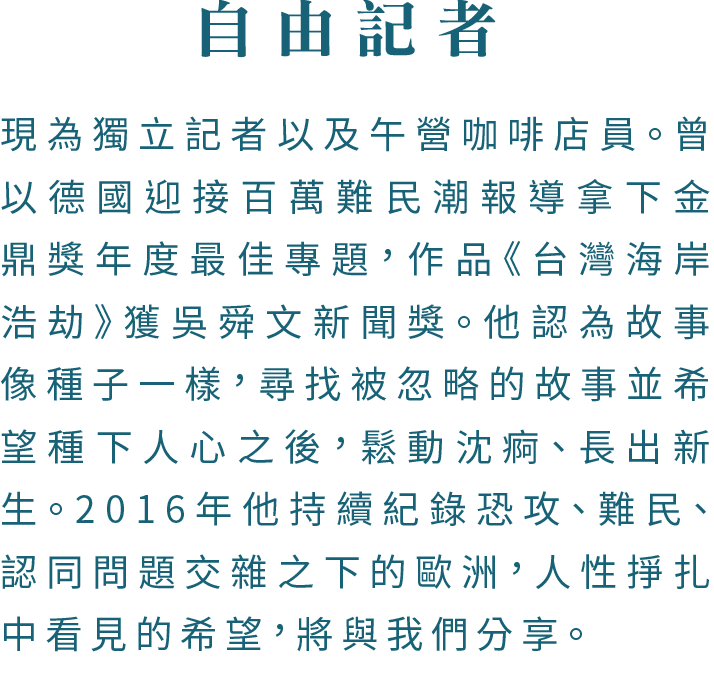 自由記者
現為獨立記者以及午營咖啡店員。曾
以德國迎接百萬難民潮報導拿下金
鼎獎年度最佳專題，作品《台灣海岸
浩劫》獲吳舜文新聞獎。他認為故事
像種子一樣，尋找被忽略的故事並希
望種下人心之後，鬆動沈痾、長出新
生。2016年他持續紀錄恐攻、難民、
認同問題交雜之下的歐洲，人性掙扎
中看見的希望，將與我們分享。